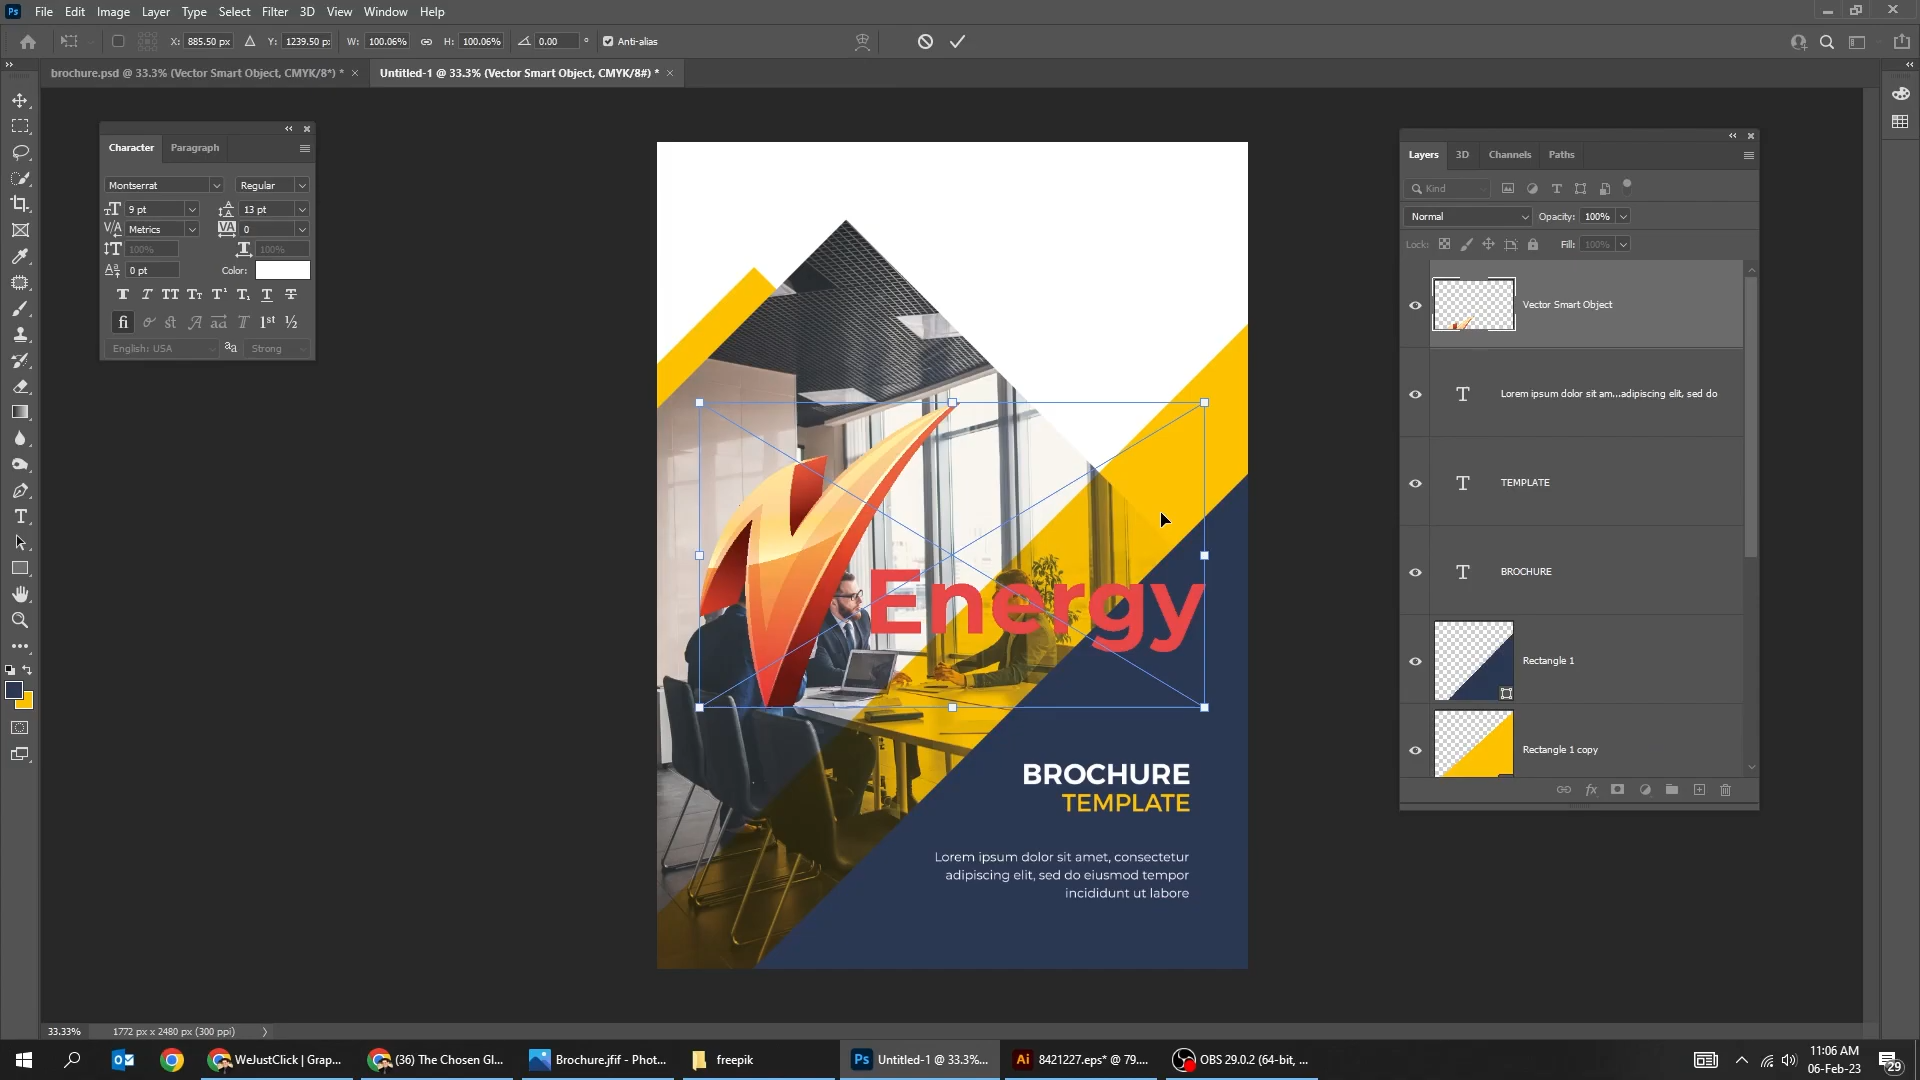 Ps File Edit Image Layer Type Select Filter 3D View Window Help
X: 885.50 px Y: 1239.50 p: W: 100.06% H: 100.06% 0.00 ° Anti-alias
brochure.psd @ 33.3% (Vector Smart Object, CMYK/8*) * × Untitled-1 @ 33.3% (Vector Smart Object, CMYK/8#) * ×
Character Paragraph
Montserrat Regular
9 pt 13 pt
Metrics 0
100% 100%
0 pt Color:
English: USA Strong
Energy
BROCHURE
TEMPLATE
Lorem ipsum dolor sit amet, consectetur
adipiscing elit, sed do eiusmod tempor
incididunt ut labore
Layers 3D Channels Paths
Kind
Normal Opacity: 100%
Lock: Fill: 100%
Vector Smart Object
Lorem ipsum dolor sit am...adipiscing elit, sed do
TEMPLATE
BROCHURE
Rectangle 1
Rectangle 1 copy
33.33% 1772 px x 2480 px (300 ppi)
WeJustClick | Grap... (36) The Chosen Gl... Brochure.jfif - Phot... freepik Ps Untitled-1 @ 33.3%... Ai 8421227.eps* @ 79.... OBS 29.0.2 (64-bit, ...
11:06 AM
06-Feb-23
29